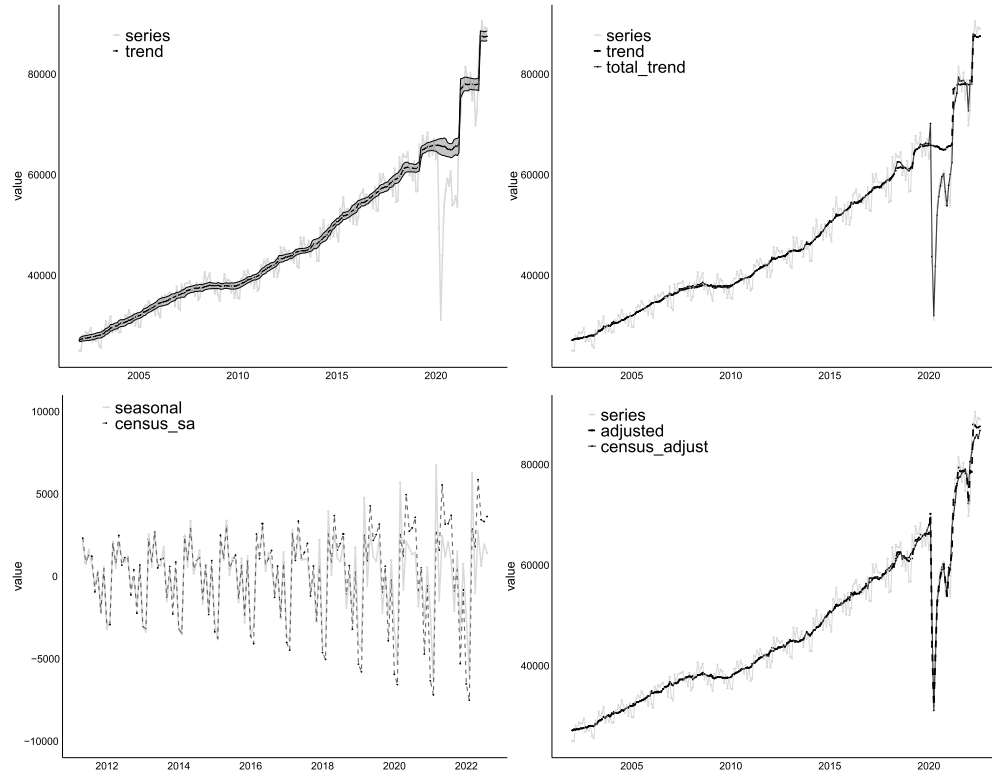 series
trend
value
80000
60000
40000
2005
2010
2015
2020
series
trend
total_trend
value
80000
60000
40000
2005
2010
2015
2020
seasonal
census_sa
value
10000
5000
0
−5000
−10000
2012
2014
2016
2018
2020
2022
series
adjusted
census_adjust
value
80000
60000
40000
2005
2010
2015
2020